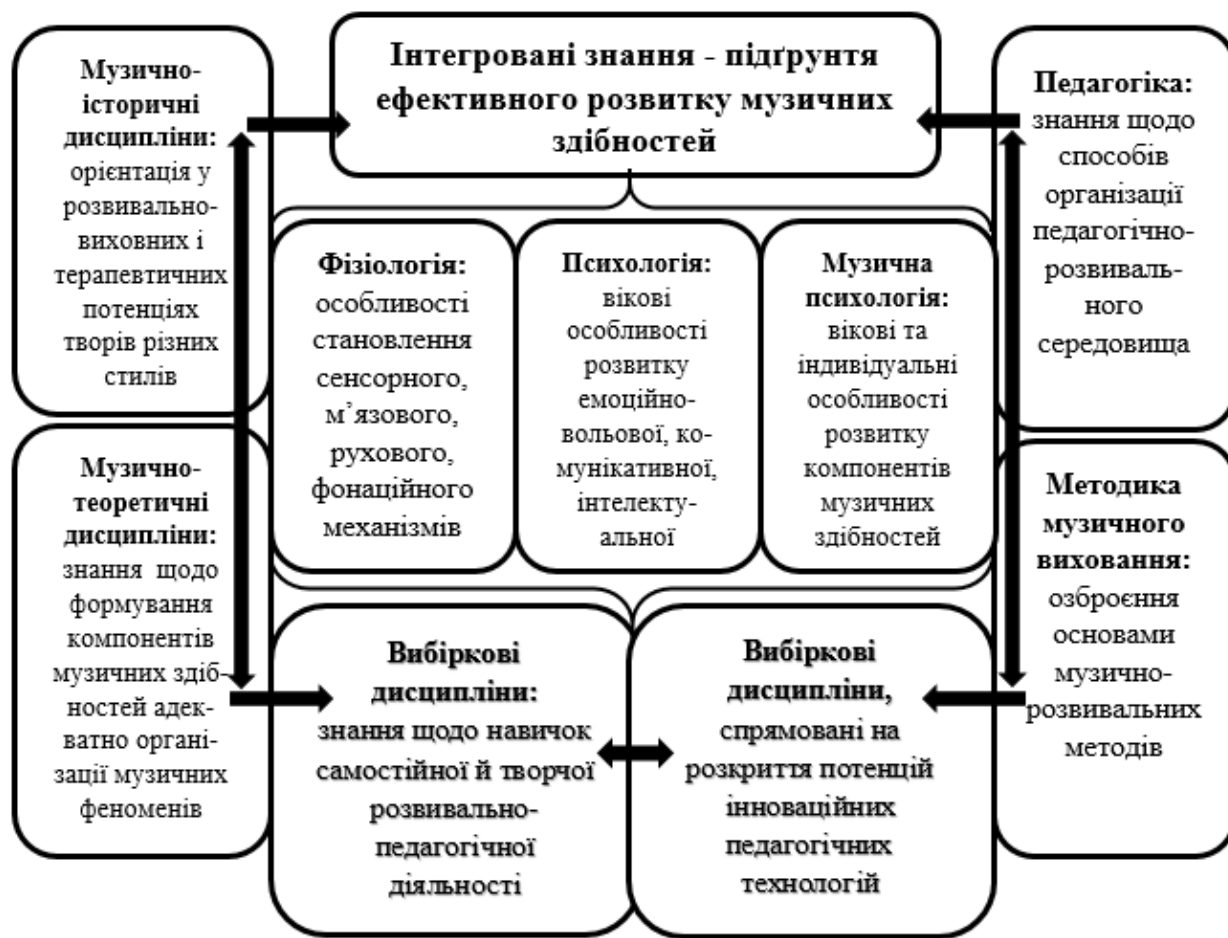 Інтегровані знання - підґрунтя
ефективного розвитку музичних
здібностей
Музично-
історичні
дисципліни:
орієнтація у
розвивально-
виховних і
терапевтичних
потенціях
творів різних
стилів
Педагогіка:
знання щодо
способів
організації
педагогічно-
розвиваль-
ного
середовища
Фізіологія:
особливості
становлення
сенсорного,
м’язового,
рухового,
фонаційного
механізмів
Психологія:
вікові
особливості
розвитку
емоційно-
вольової, ко-
мунікативної,
інтелекту-
альної
Музична
психологія:
вікові та
індивідуальні
особливості
розвитку
компонентів
музичних
здібностей
Музично-
теоретичні
дисципліни:
знання щодо
формування
компонентів
музичних здіб-
ностей адек-
ватно органі-
зації музичних
феноменів
Методика
музичного
виховання:
озброєння
основами
музично-
розвивальних
методів
Вибіркові
дисципліни:
знання щодо навичок
самостійної й творчої
розвивально-
педагогічної
діяльності
Вибіркові
дисципліни,
спрямовані на
розкриття потенцій
інноваційних
педагогічних
технологій